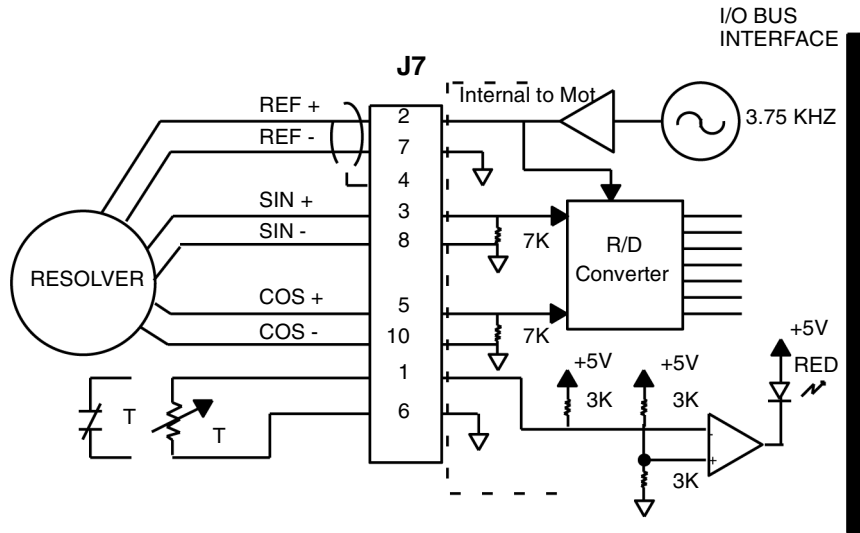 I/O BUS
INTERFACE
J7
Internal to Mot
REF +
2
3.75 KHZ
REF -
7
4
SIN +
3
SIN -
8
7K
R/D
Converter
RESOLVER
COS +
5
COS -
10
7K
1
+5V
+5V
+5V
RED
T
T
6
3K
3K
-
+
3K